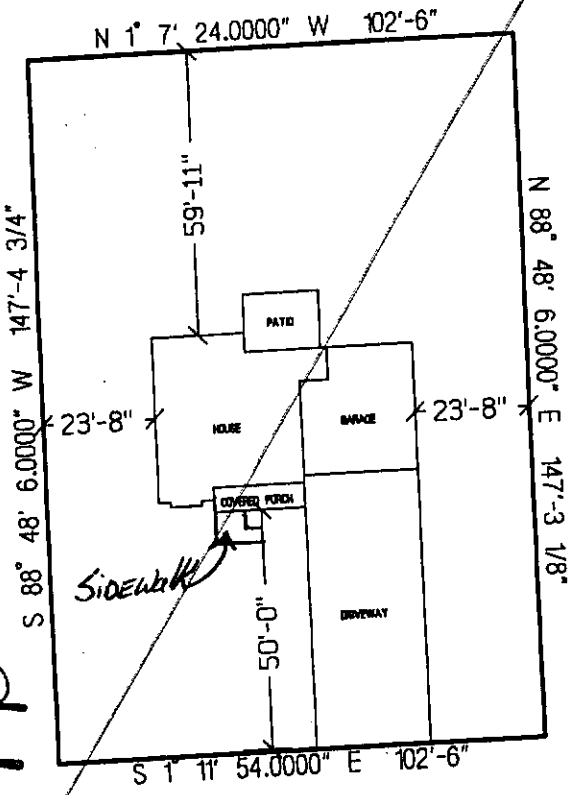 N 1° 7' 24.0000" W 102'-6"
59'-11"
S 88° 48' 6.0000" W 147'-4 3/4"
N 88° 48' 6.0000" E 147'-3 1/8"
PATIO
23'-8"
HOUSE
GARAGE
23'-8"
COVERED PORCH
SIDEWalk
50'-0"
DRIVEWAY
S 1° 11' 54.0000" E 102'-6"